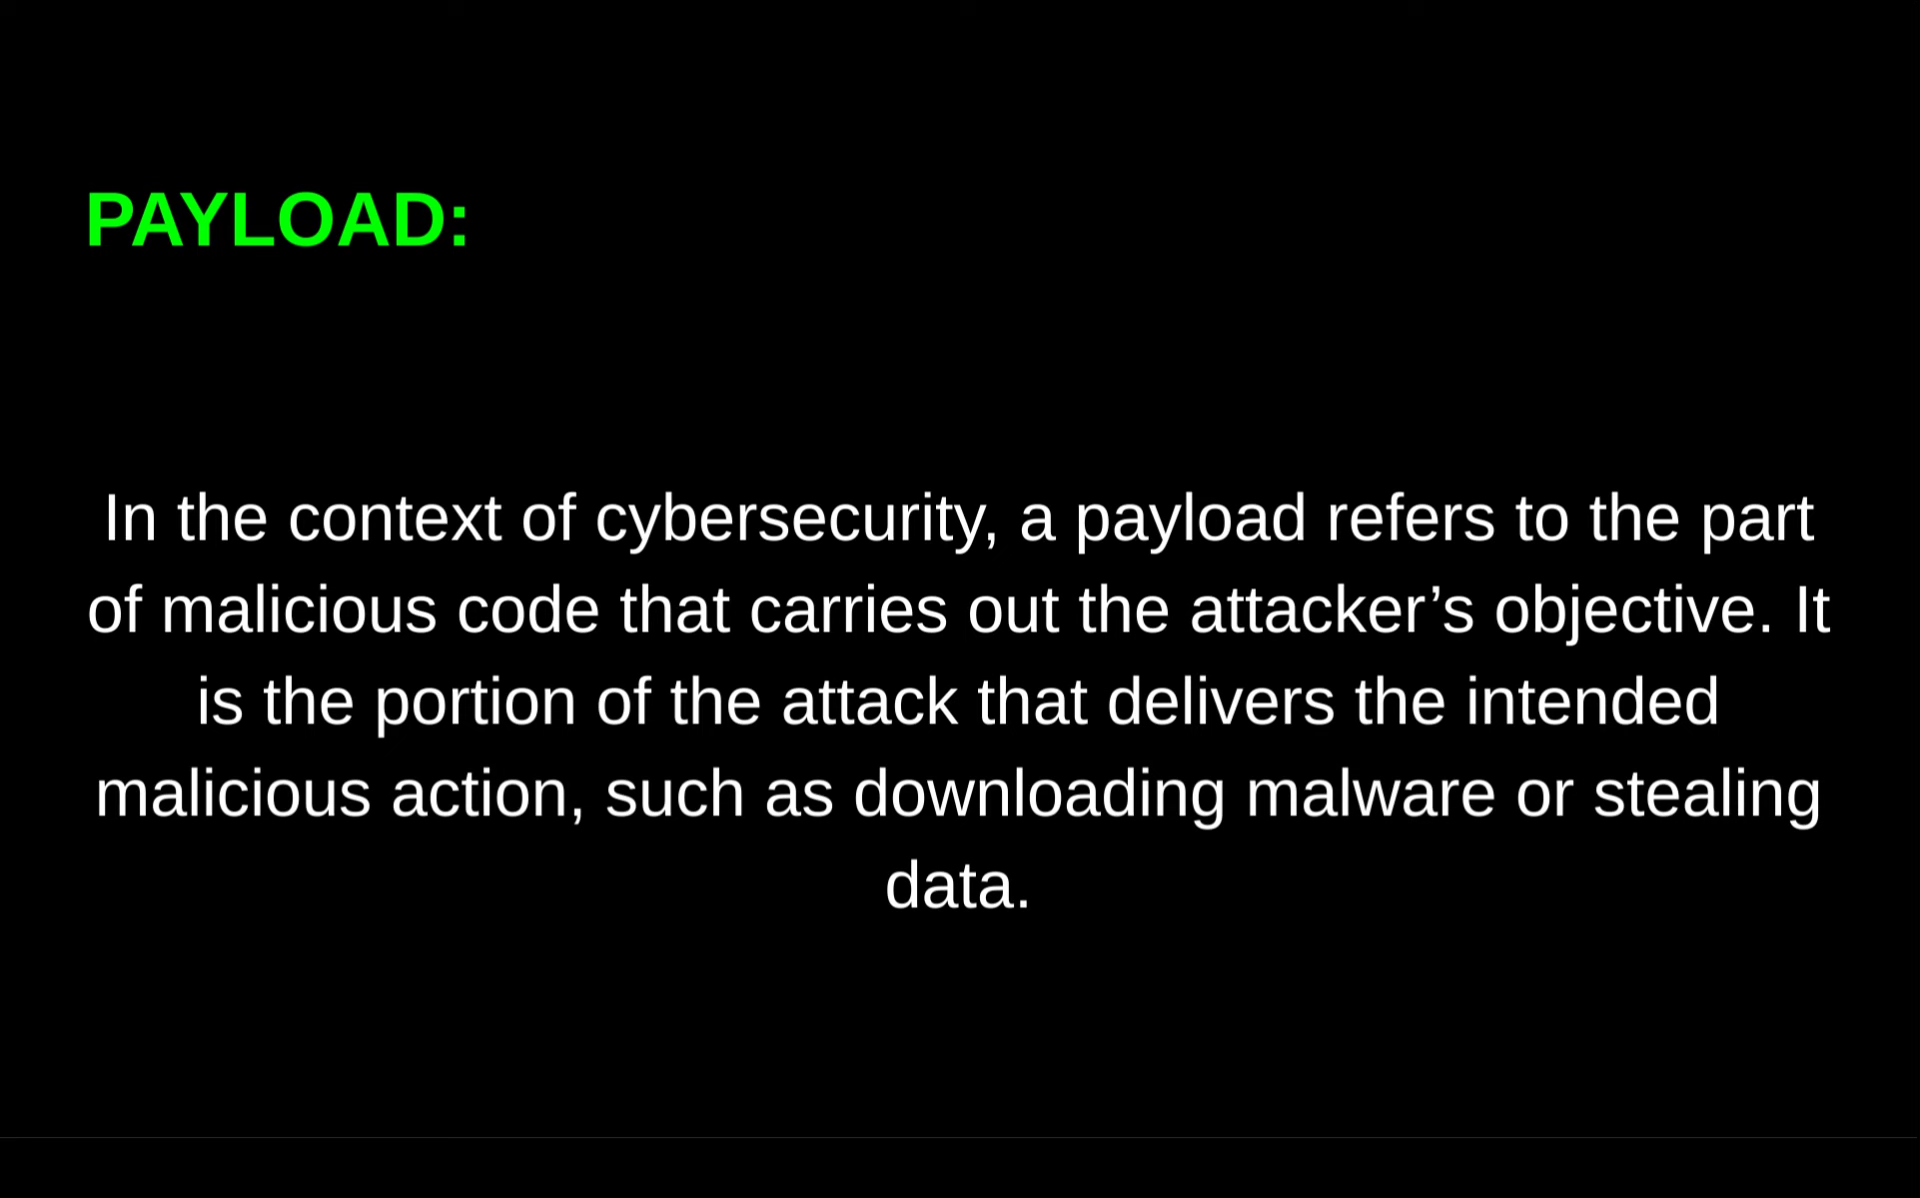 PAYLOAD:
In the context of cybersecurity, a payload refers to the part
of malicious code that carries out the attacker’s objective. It
is the portion of the attack that delivers the intended
malicious action, such as downloading malware or stealing
data.